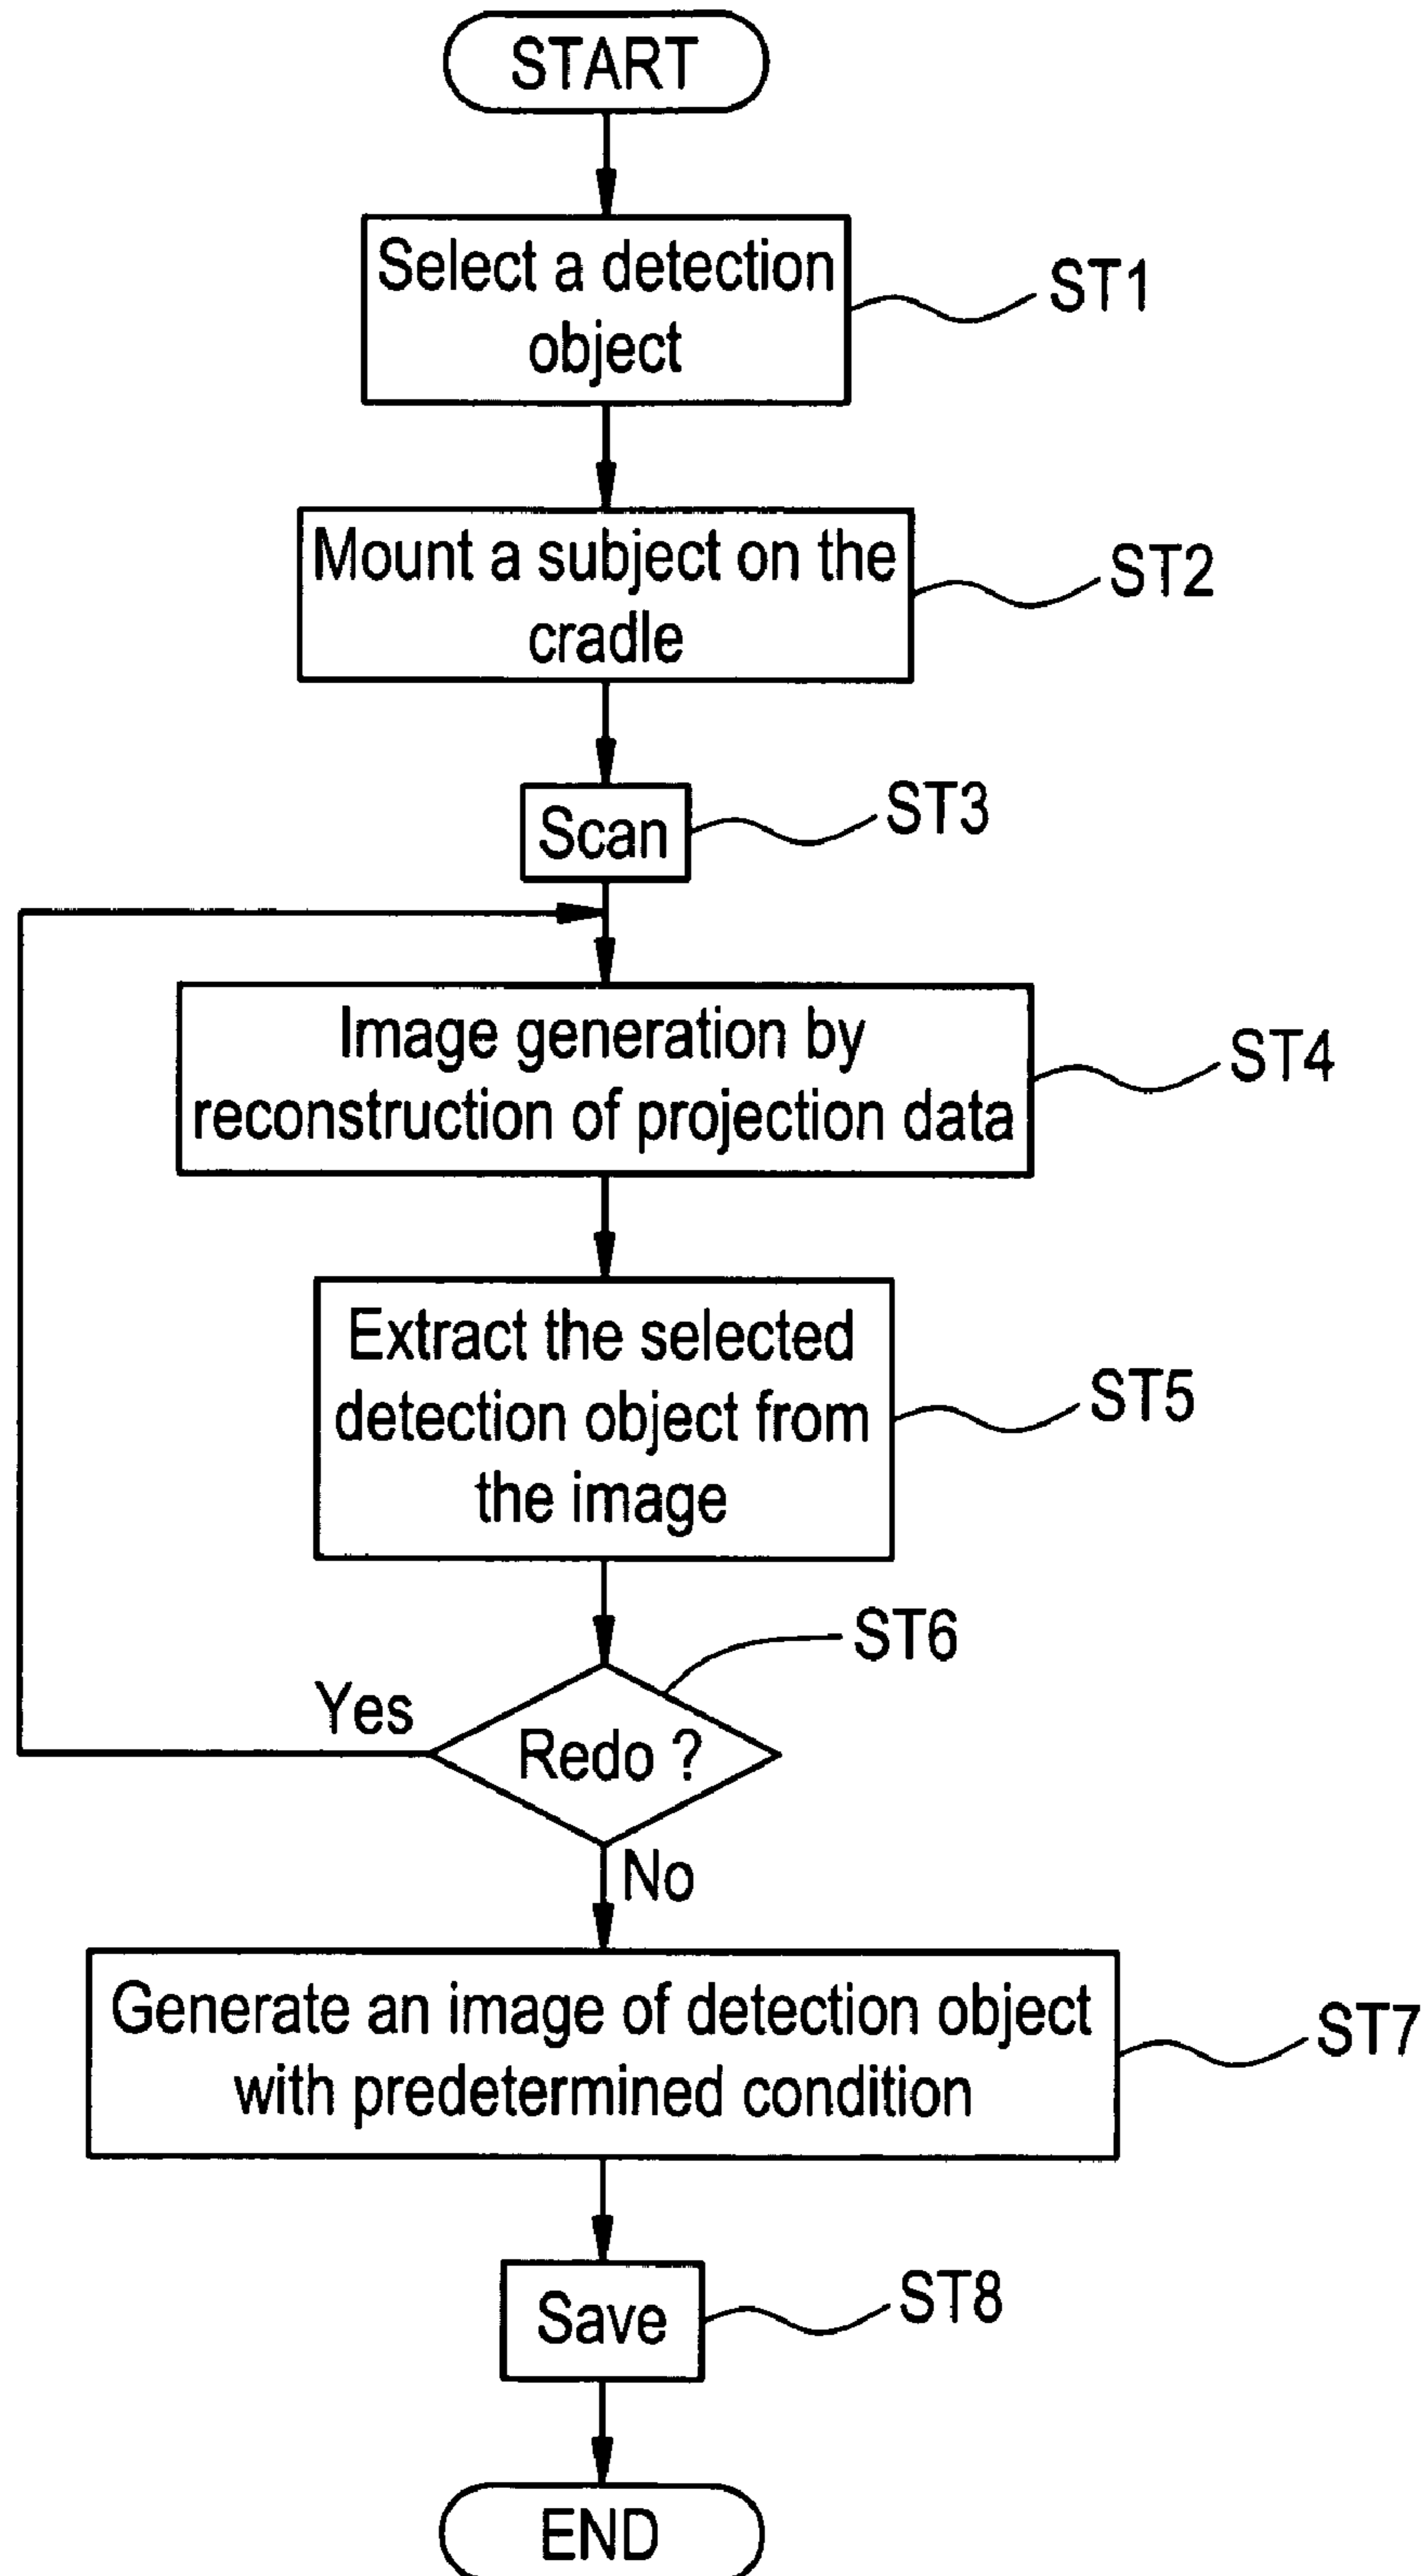 START
Select a detection
object
ST1
Mount a subject on the
cradle
ST2
Scan
ST3
Image generation by
reconstruction of projection data
ST4
Extract the selected
detection object from
the image
ST5
ST6
Yes
Redo ?
No
Generate an image of detection object
with predetermined condition
ST7
Save
ST8
END